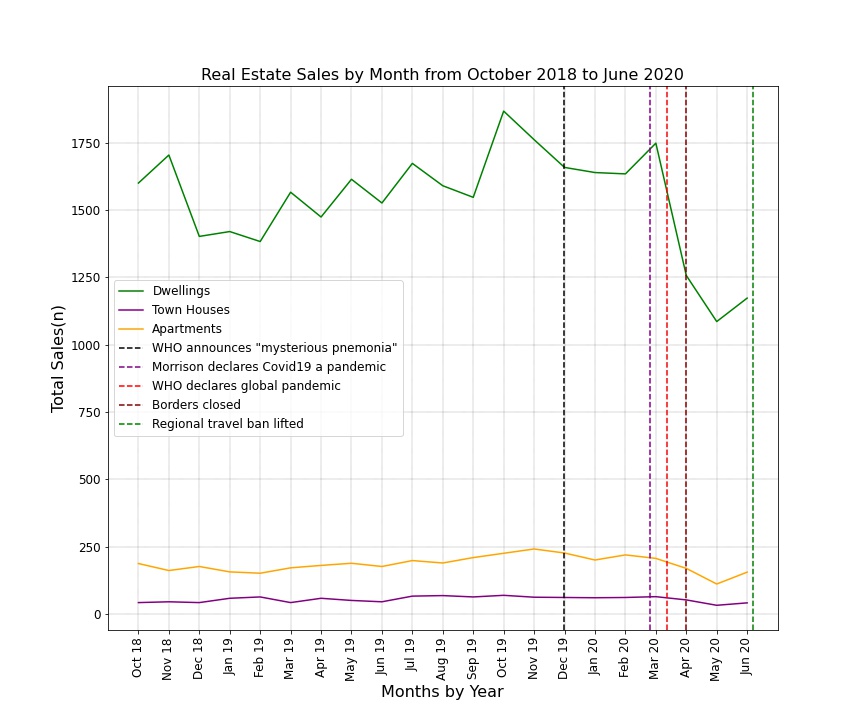 Real Estate Sales by Month from October 2018 to June 2020
Total Sales(n)
1750
1500
1250
1000
750
500
250
0
Dwellings
Town Houses
Apartments
WHO announces "mysterious pnemonia"
Morrison declares Covid19 a pandemic
WHO declares global pandemic
Borders closed
Regional travel ban lifted
Oct 18
Nov 18
Dec 18
Jan 19
Feb 19
Mar 19
Apr 19
May 19
Jun 19
Jul 19
Aug 19
Sep 19
Oct 19
Nov 19
Dec 19
Jan 20
Feb 20
Mar 20
Apr 20
May 20
Jun 20
Months by Year